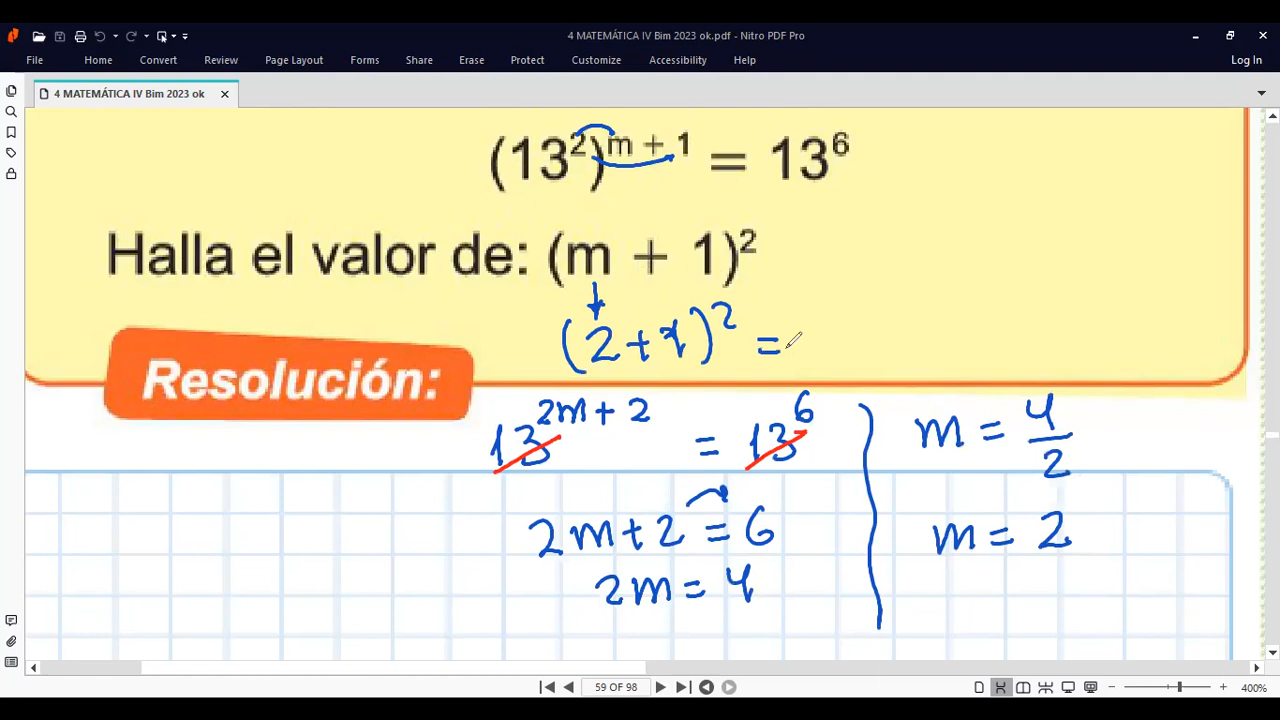 4 MATEMÁTICA IV Bim 2023 ok.pdf - Nitro PDF Pro
File Home Convert Review Page Layout Forms Share Erase Protect Customize Accessibility Help Log In
4 MATEMÁTICA IV Bim 2023 ok
(13²)ᵐ ⁺ ¹ = 13⁶
Halla el valor de: (m + 1)²
(2+1)² =
Resolución:
13²ᵐ⁺² = 13⁶
2m+2 = 6
2m = 4
m = 4/2
m = 2
59 OF 98
400%